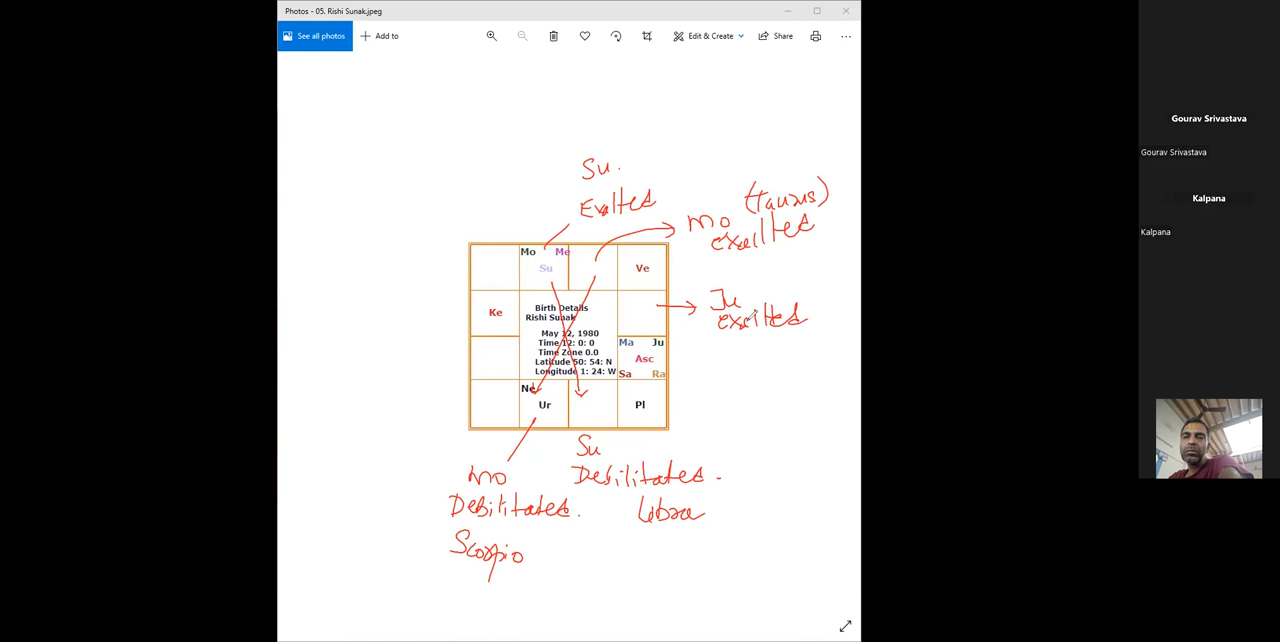 Photos - 05. Rishi Sunak.jpeg
See all photos
Add to
Edit & Create
Share
Gourav Srivastava
Gourav Srivastava
Kalpana
Kalpana
Su.
Exalted
Mo (Taurus)
exallted
Ju
exalted
Mo Me
Su
Ve
Ke
Birth Details
Rishi Sunak
May 12, 1980
Time 12: 0: 0
Time Zone 0.0
Latitude 50: 54: N
Longitude 1: 24: W
Ma Ju
Asc
Sa Ra
Ne
Ur
Pl
Mo
Debilitates.
Scorpio
Su
Debilitates.
Libra